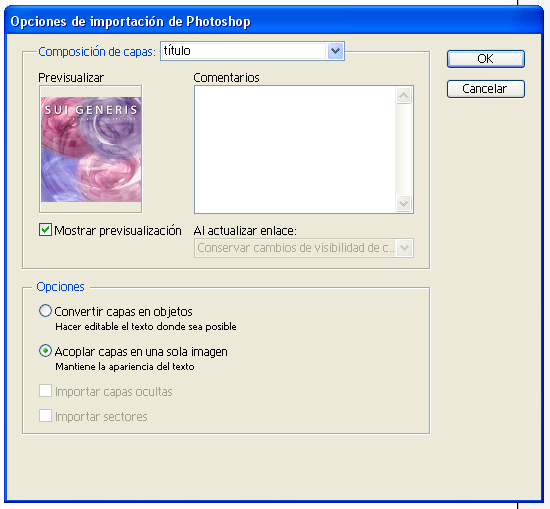 Opciones de importación de Photoshop
Composición de capas: título
OK
Previsualizar
Comentarios
Cancelar
SUI GENERIS
Mostrar previsualización
Al actualizar enlace:
Conservar cambios de visibilidad de c...
Opciones
Convertir capas en objetos
Hacer editable el texto donde sea posible
Acoplar capas en una sola imagen
Mantiene la apariencia del texto
Importar capas ocultas
Importar sectores